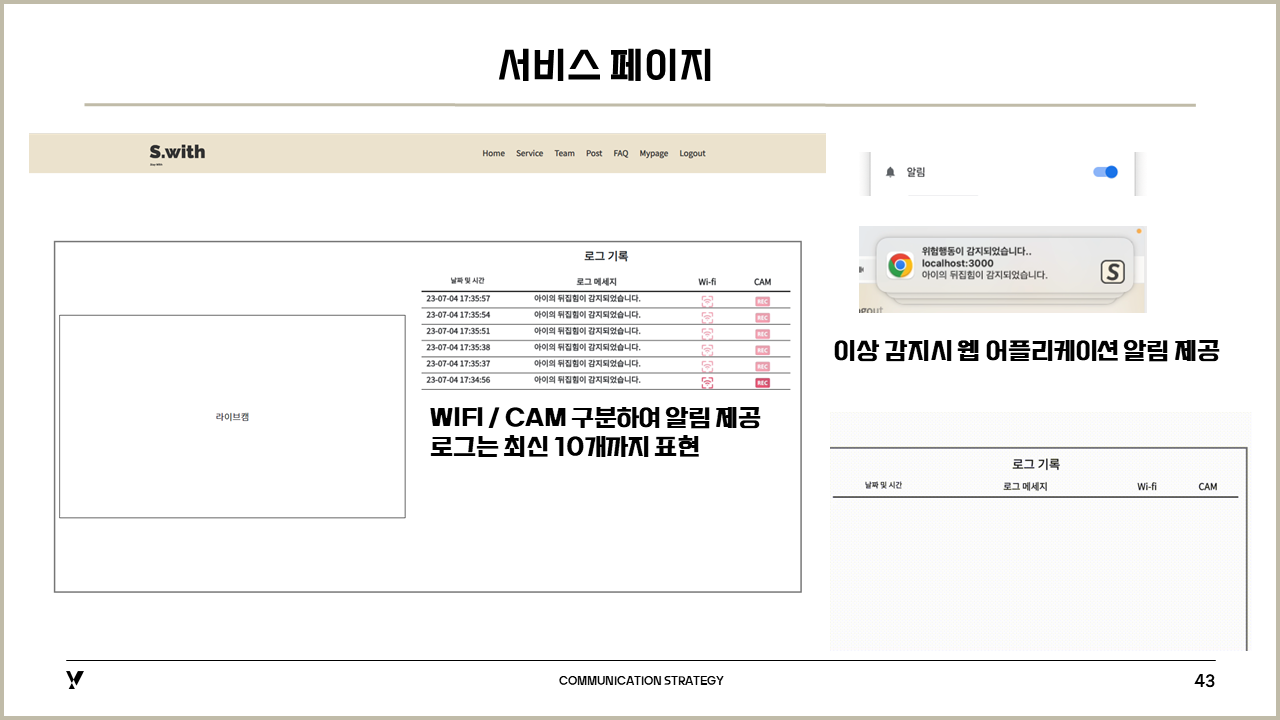 서비스 페이지
S.with
Home Service Team Post FAQ Mypage Logout
로그 기록
날짜 및 시간 로그 메세지 Wi-fi CAM
23-07-04 17:35:57 아이의 뒤집힘이 감지되었습니다. REC
23-07-04 17:35:54 아이의 뒤집힘이 감지되었습니다. REC
23-07-04 17:35:51 아이의 뒤집힘이 감지되었습니다. REC
23-07-04 17:35:38 아이의 뒤집힘이 감지되었습니다. REC
23-07-04 17:35:37 아이의 뒤집힘이 감지되었습니다. REC
23-07-04 17:34:56 아이의 뒤집힘이 감지되었습니다. REC
라이브캠
WIFI / CAM 구분하여 알림 제공
로그는 최신 10개까지 표현
알림
위험행동이 감지되었습니다..
localhost:3000
아이의 뒤집힘이 감지되었습니다.
S
ogout
이상 감지시 웹 어플리케이션 알림 제공
로그 기록
날짜 및 시간 로그 메세지 Wi-fi CAM
COMMUNICATION STRATEGY
43